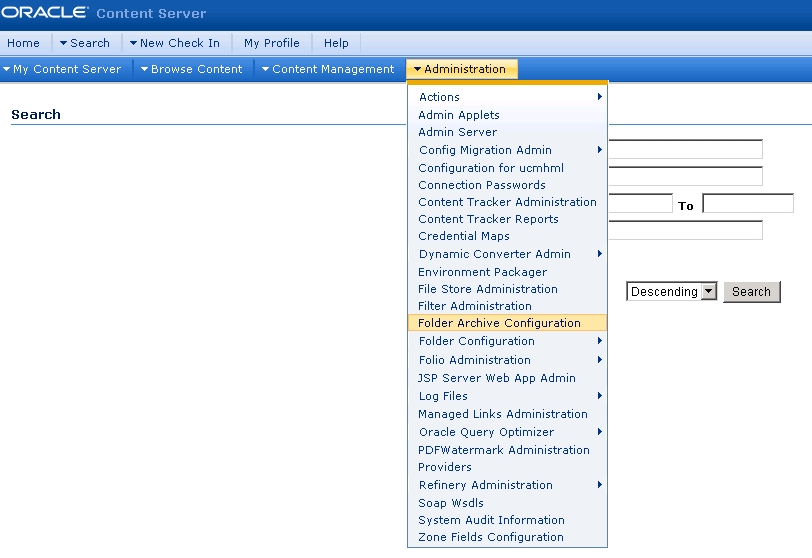 ORACLE Content Server
Home Search New Check In My Profile Help
My Content Server Browse Content Content Management Administration
Search
Actions
Admin Applets
Admin Server
Config Migration Admin
Configuration for ucmhml
Connection Passwords
Content Tracker Administration
To
Content Tracker Reports
Credential Maps
Dynamic Converter Admin
Environment Packager
File Store Administration
Descending Search
Filter Administration
Folder Archive Configuration
Folder Configuration
Folio Administration
JSP Server Web App Admin
Log Files
Managed Links Administration
Oracle Query Optimizer
PDFWatermark Administration
Providers
Refinery Administration
Soap Wsdls
System Audit Information
Zone Fields Configuration